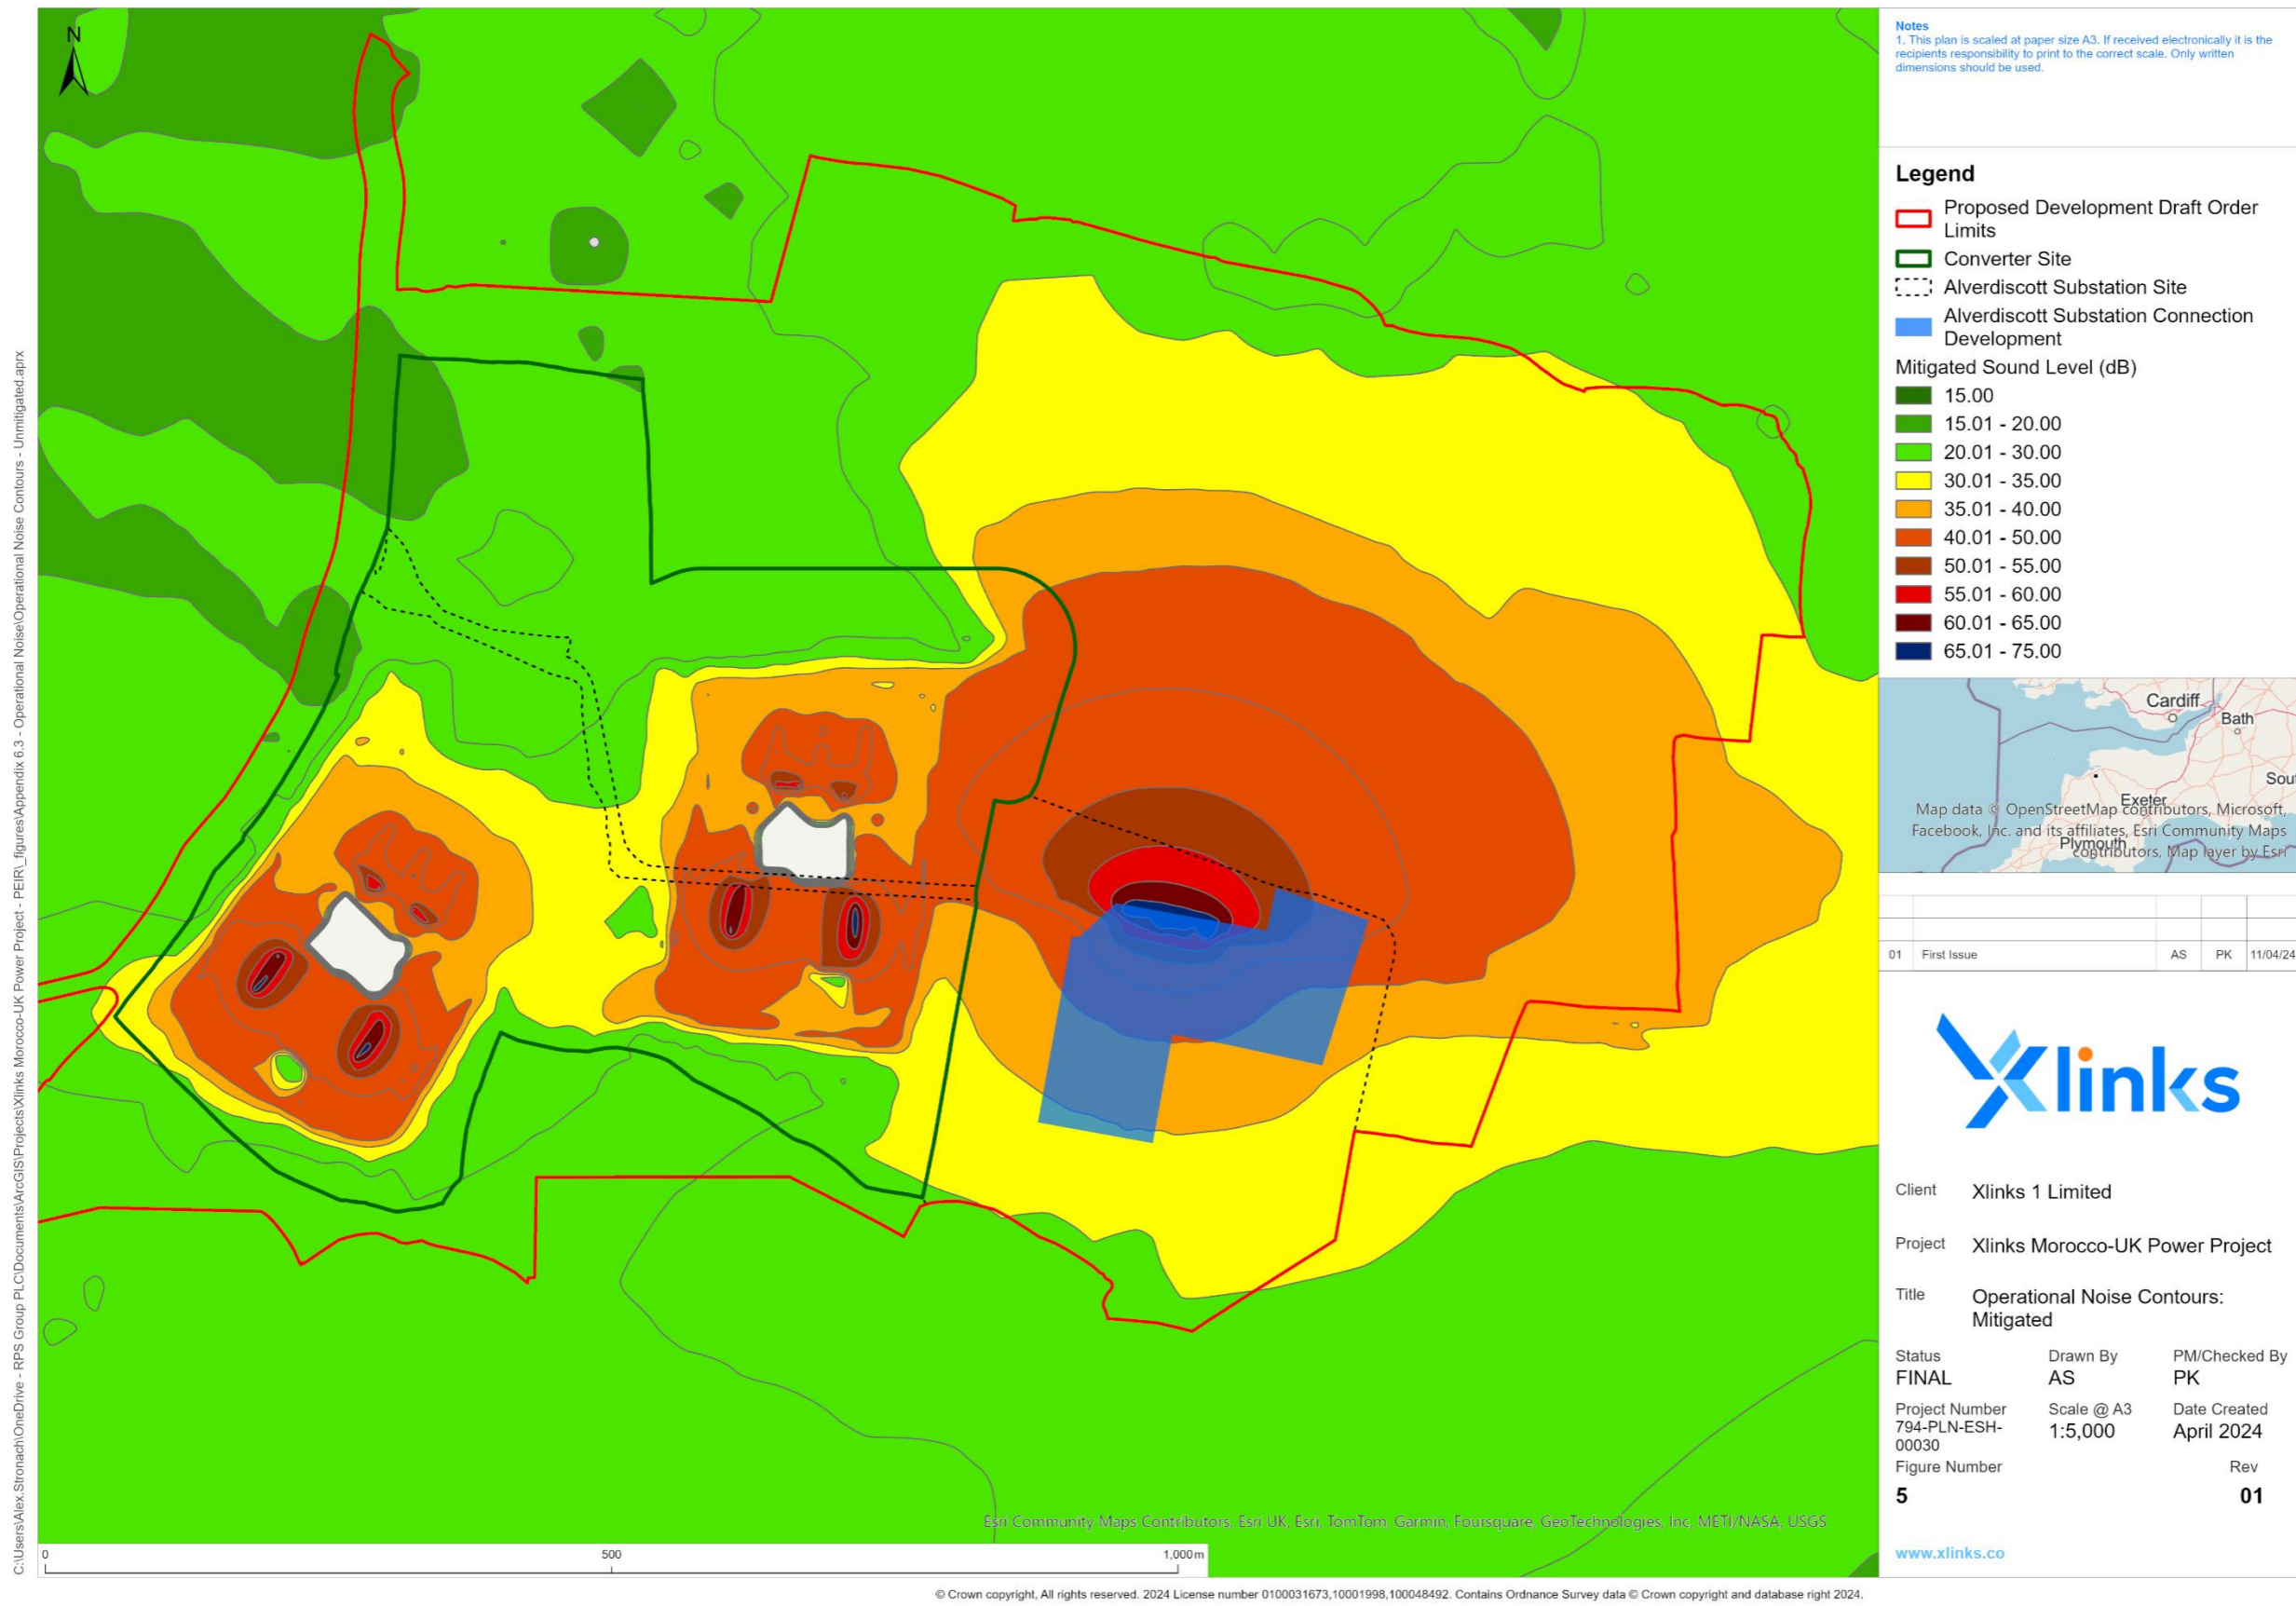 N
Notes
1. This plan is scaled at paper size A3. If received electronically it is the
recipients responsibility to print to the correct scale. Only written
dimensions should be used.
Legend
Proposed Development Draft Order
Limits
Converter Site
Alverdiscott Substation Site
Alverdiscott Substation Connection
Development
Mitigated Sound Level (dB)
15.00
15.01 - 20.00
20.01 - 30.00
30.01 - 35.00
35.01 - 40.00
40.01 - 50.00
50.01 - 55.00
55.01 - 60.00
60.01 - 65.00
65.01 - 75.00
Cardiff
Bath
Sou
Exeter
Plymouth
Map data © OpenStreetMap contributors, Microsoft,
Facebook, Inc. and its affiliates, Esri Community Maps
contributors, Map layer by Esri
01 First Issue AS PK 11/04/24
Xlinks
Client Xlinks 1 Limited
Project Xlinks Morocco-UK Power Project
Title Operational Noise Contours:
Mitigated
Status Drawn By PM/Checked By
FINAL AS PK
Project Number Scale @ A3 Date Created
794-PLN-ESH-
00030 1:5,000 April 2024
Figure Number Rev
5 01
www.xlinks.co
Esri Community Maps Contributors, Esri UK, Esri, TomTom, Garmin, Foursquare, GeoTechnologies, Inc, METI/NASA, USGS
0 500 1,000 m
© Crown copyright, All rights reserved. 2024 License number 0100031673,10001998,100048492. Contains Ordnance Survey data © Crown copyright and database right 2024.
C:\Users\Alex.Stronach\OneDrive - RPS Group PLC\Documents\ArcGIS\Projects\Xlinks Morocco-UK Power Project - PEIR\_figures\Appendix 6.3 - Operational Noise\Operational Noise Contours - Unmitigated.aprx